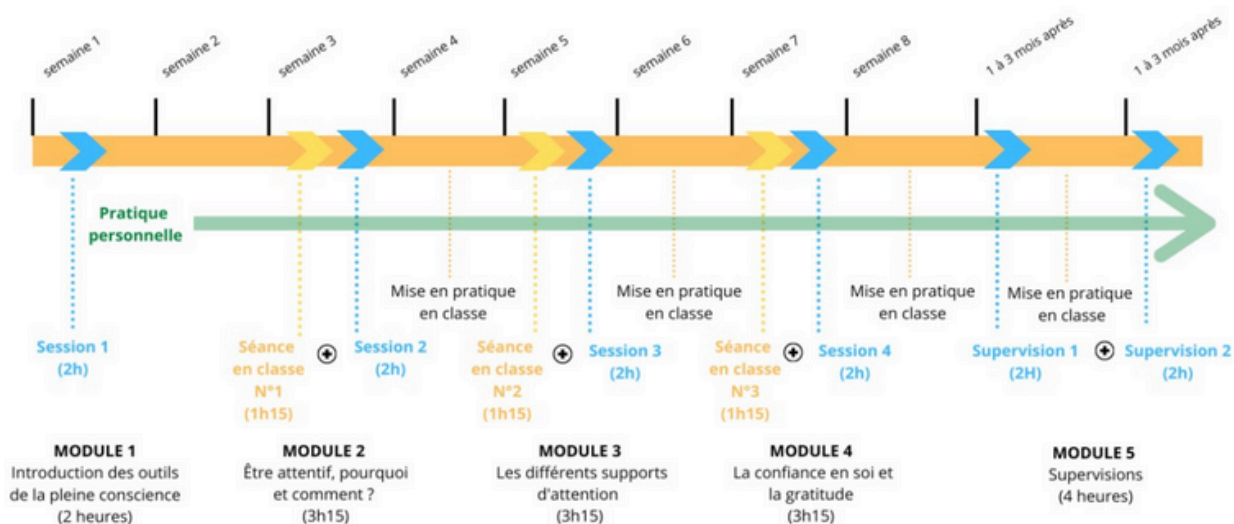 semaine 1
semaine 2
semaine 3
semaine 4
semaine 5
semaine 6
semaine 7
semaine 8
1 à 3 mois après
1 à 3 mois après
Pratique
personnelle
Mise en pratique
en classe
Mise en pratique
en classe
Mise en pratique
en classe
Mise en pratique
en classe
Session 1
(2h)
Séance
en classe
N°1
(1h15)
Session 2
(2h)
Séance
en classe
N°2
(1h15)
Session 3
(2h)
Séance
en classe
N°3
(1h15)
Session 4
(2h)
Supervision 1
(2H)
Supervision 2
(2h)
MODULE 1
Introduction des outils
de la pleine conscience
(2 heures)
MODULE 2
Être attentif, pourquoi
et comment ?
(3h15)
MODULE 3
Les différents supports
d'attention
(3h15)
MODULE 4
La confiance en soi et
la gratitude
(3h15)
MODULE 5
Supervisions
(4 heures)